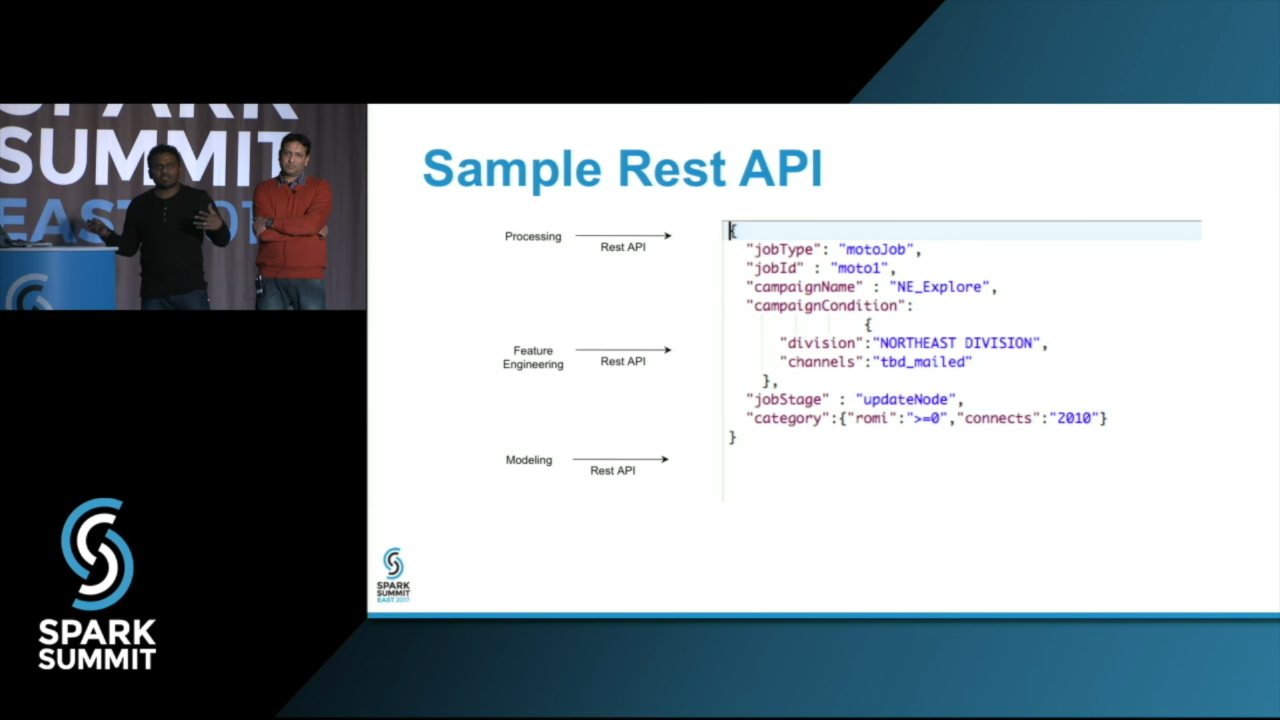 SPARK
SUMMIT
EAST 2017
Sample Rest API
Processing
Rest API
Feature
Engineering
Rest API
Modeling
Rest API
{
"jobType": "motoJob",
"jobId" : "moto1",
"campaignName" : "NE_Explore",
"campaignCondition":
{
"division":"NORTHEAST DIVISION",
"channels":"tbd_mailed"
},
"jobStage" : "updateNode",
"category":{"romi":">=0","connects":"2010"}
}
SPARK
SUMMIT
EAST 2017
SPARK
SUMMIT